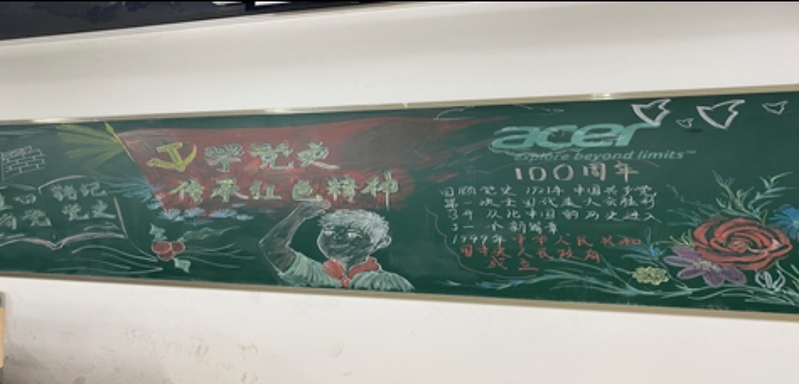 学党史
传承红色精神
acer
explore beyond limits™
100周年
回顾党史 1921年 中国共产党
第一次全国代表大会胜利
召开 从此中国的历史进入
了一个新篇章
1949年 中华人民共和
国中央人民政府
成立
铭记
党史